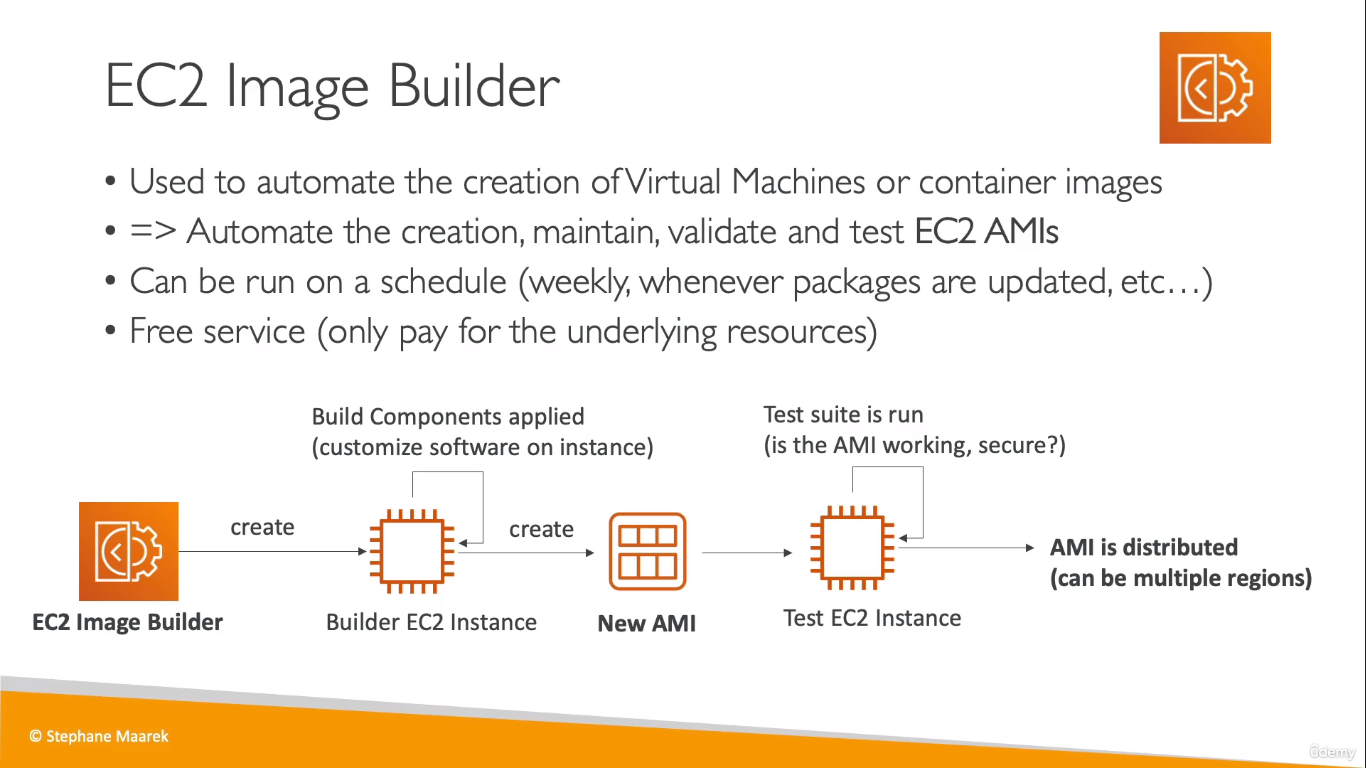 EC2 Image Builder
• Used to automate the creation of Virtual Machines or container images
• => Automate the creation, maintain, validate and test EC2 AMIs
• Can be run on a schedule (weekly, whenever packages are updated, etc…)
• Free service (only pay for the underlying resources)
Build Components applied
(customize software on instance)
Test suite is run
(is the AMI working, secure?)
create
create
AMI is distributed
(can be multiple regions)
EC2 Image Builder
Builder EC2 Instance
New AMI
Test EC2 Instance
© Stephane Maarek
ûdemy